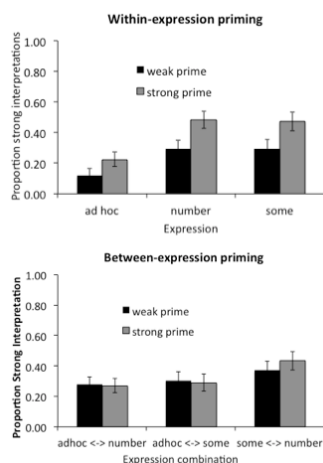 Within-expression priming
Proportion strong interpretations
1.00
0.80
0.60
0.40
0.20
0.00
weak prime
strong prime
ad hoc number some
Expression
Between-expression priming
Proportion Strong Interpretation
1.00
0.80
0.60
0.40
0.20
0.00
weak prime
strong prime
adhoc <-> number adhoc <-> some some <-> number
Expression combination